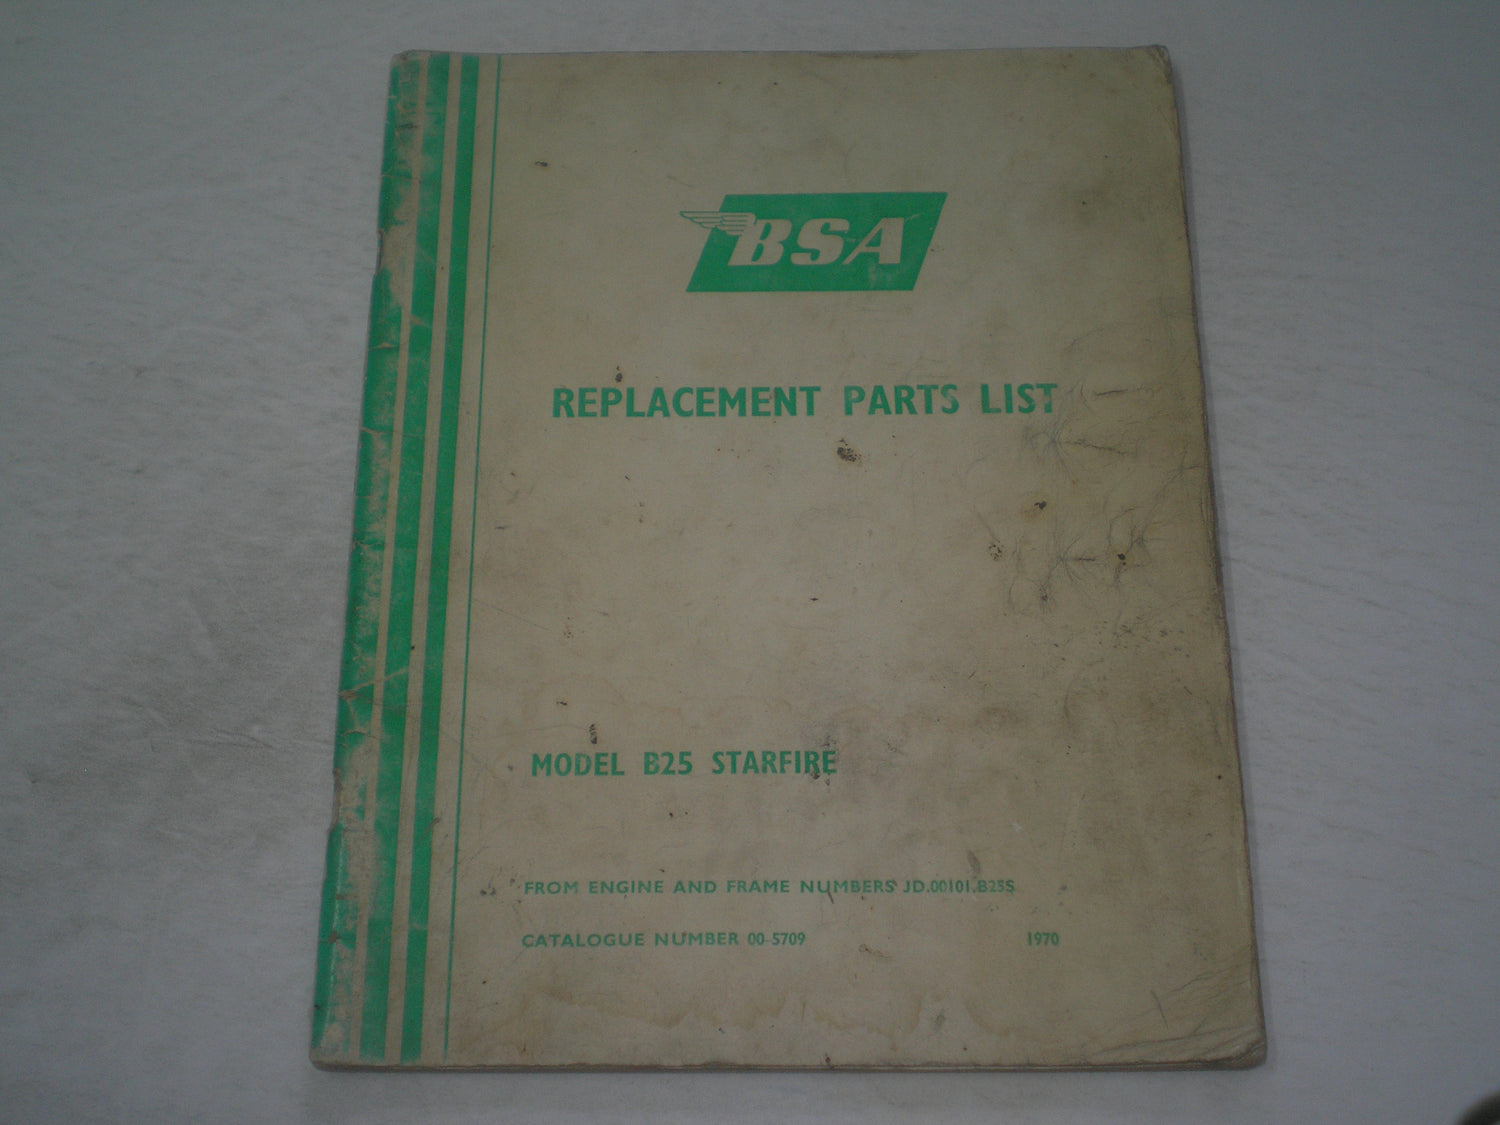 BSA
REPLACEMENT PARTS LIST
MODEL B25 STARFIRE
FROM ENGINE AND FRAME NUMBERS JD.00101.B25S
CATALOGUE NUMBER 00-5709 1970